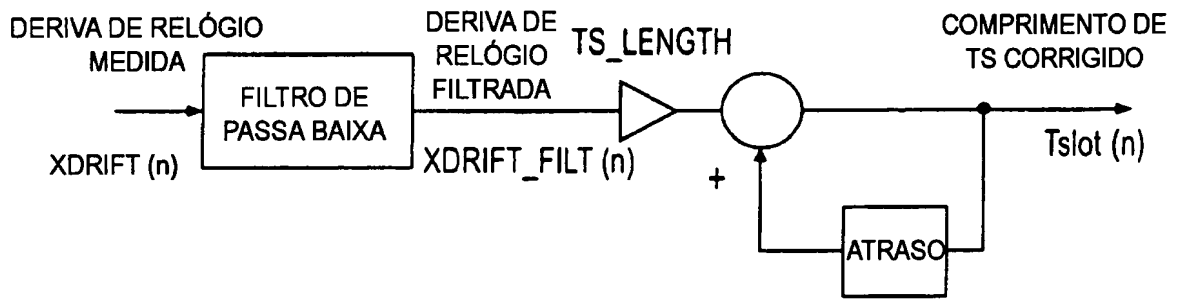 DERIVA DE RELÓGIO
MEDIDA
XDRIFT (n)
FILTRO DE
PASSA BAIXA
DERIVA DE
RELÓGIO
FILTRADA
XDRIFT_FILT (n)
TS_LENGTH
+
ATRASO
COMPRIMENTO DE
TS CORRIGIDO
Tslot (n)